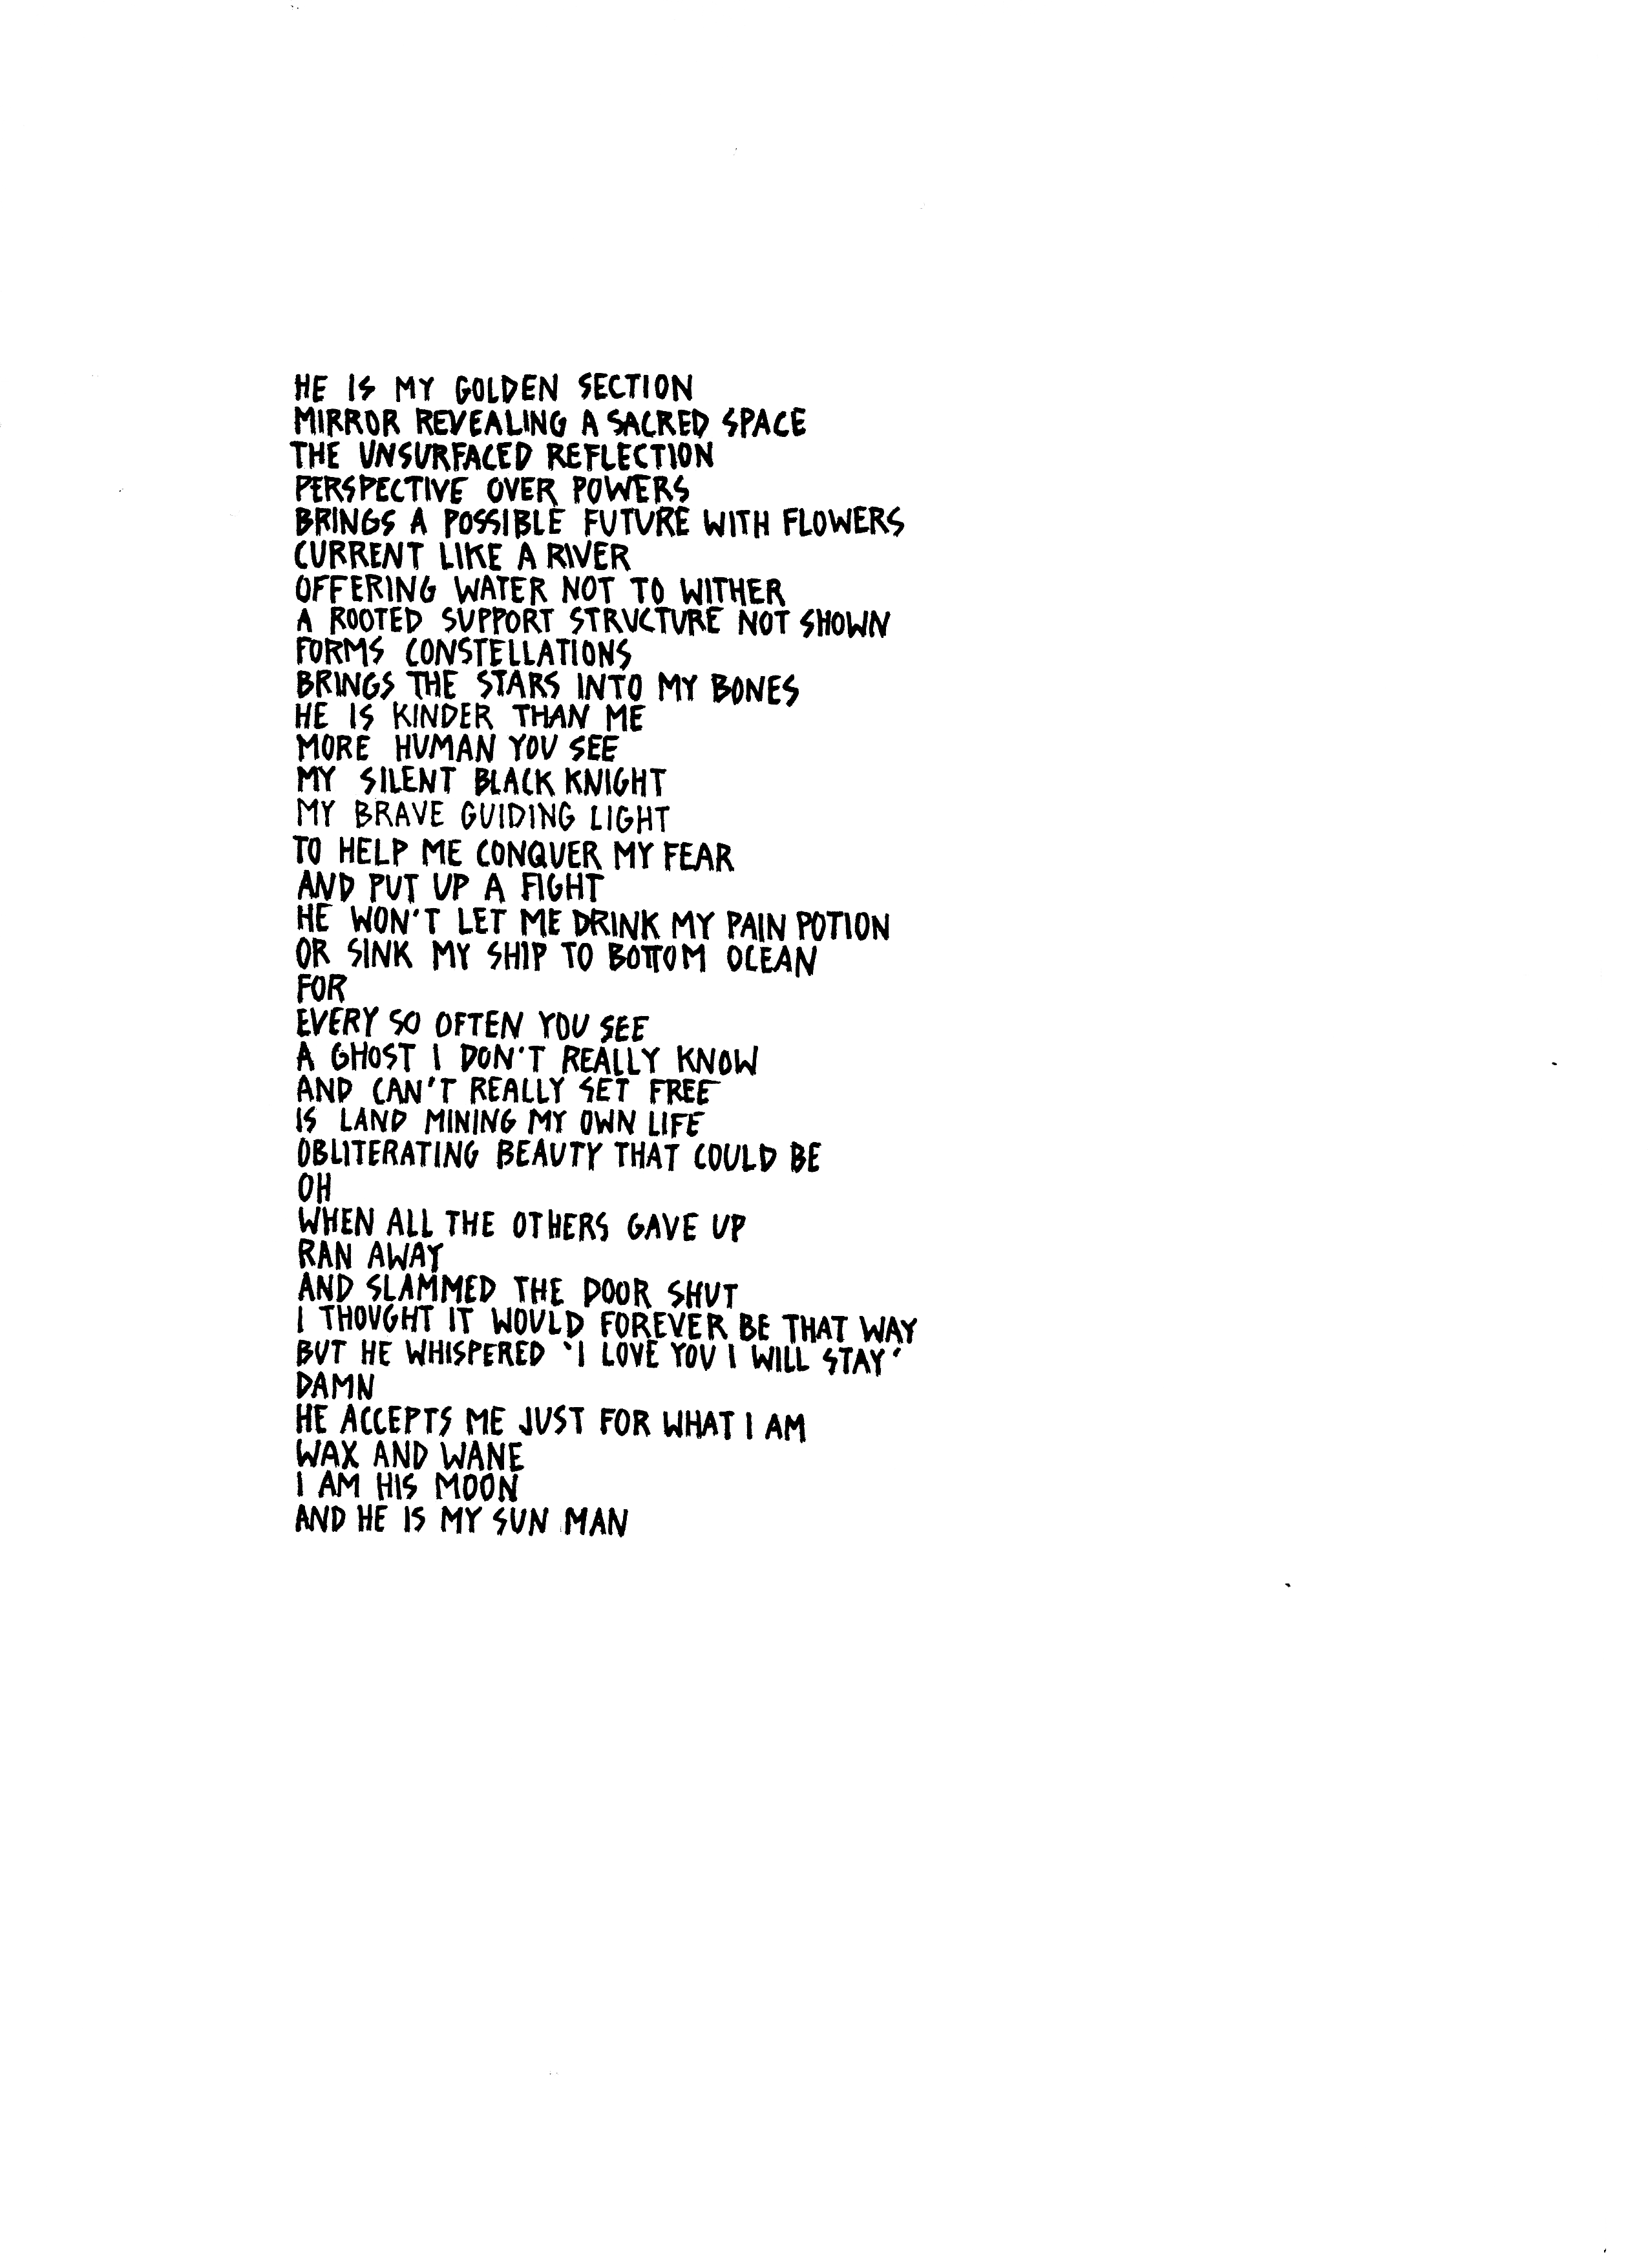 HE IS MY GOLDEN SECTION
MIRROR REVEALING A SACRED SPACE
THE UNSURFACED REFLECTION
PERSPECTIVE OVER POWERS
BRINGS A POSSIBLE FUTURE WITH FLOWERS
CURRENT LIKE A RIVER
OFFERING WATER NOT TO WITHER
A ROOTED SUPPORT STRUCTURE NOT SHOWN
FORMS CONSTELLATIONS
BRINGS THE STARS INTO MY BONES
HE IS KINDER THAN ME
MORE HUMAN YOU SEE
MY SILENT BLACK KNIGHT
MY BRAVE GUIDING LIGHT
TO HELP ME CONQUER MY FEAR
AND PUT UP A FIGHT
HE WON'T LET ME DRINK MY PAIN POTION
OR SINK MY SHIP TO BOTTOM OCEAN
FOR
EVERY SO OFTEN YOU SEE
A GHOST I DON'T REALLY KNOW
AND CAN'T REALLY SET FREE
IS LAND MINING MY OWN LIFE
OBLITERATING BEAUTY THAT COULD BE
OH
WHEN ALL THE OTHERS GAVE UP
RAN AWAY
AND SLAMMED THE DOOR SHUT
I THOUGHT IT WOULD FOREVER BE THAT WAY
BUT HE WHISPERED 'I LOVE YOU I WILL STAY'
DAMN
HE ACCEPTS ME JUST FOR WHAT I AM
WAX AND WANE
I AM HIS MOON
AND HE IS MY SUN MAN